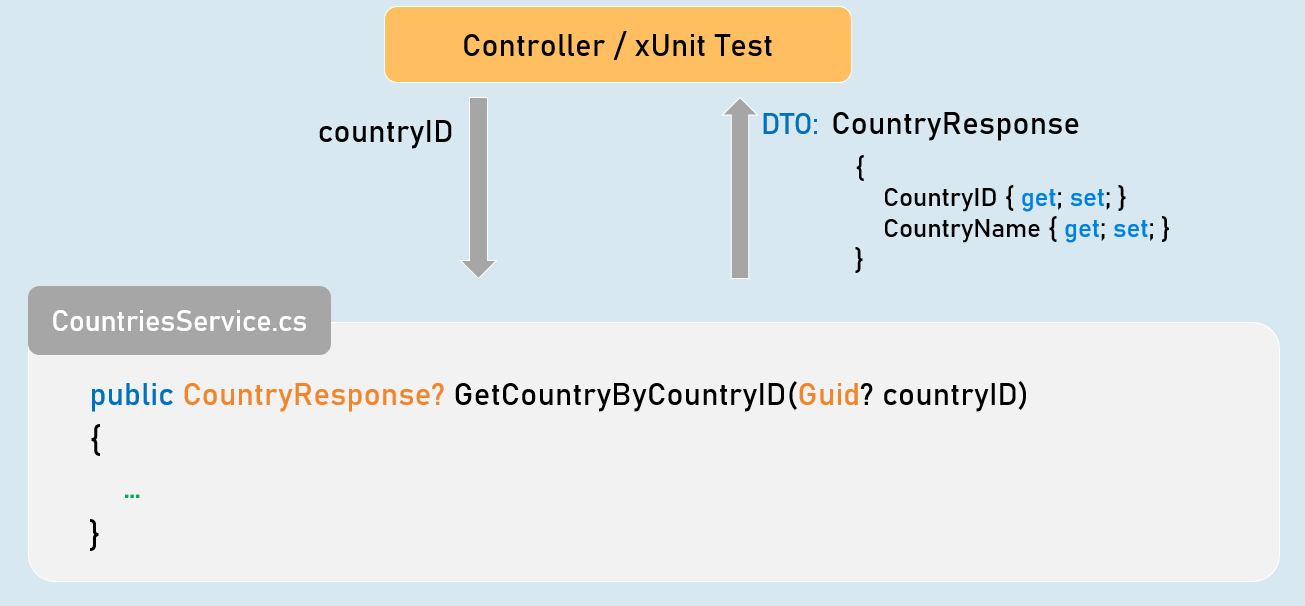 Controller / xUnit Test
countryID
DTO: CountryResponse
{
CountryID { get; set; }
CountryName { get; set; }
}
CountriesService.cs
public CountryResponse? GetCountryByCountryID(Guid? countryID)
{
...
}